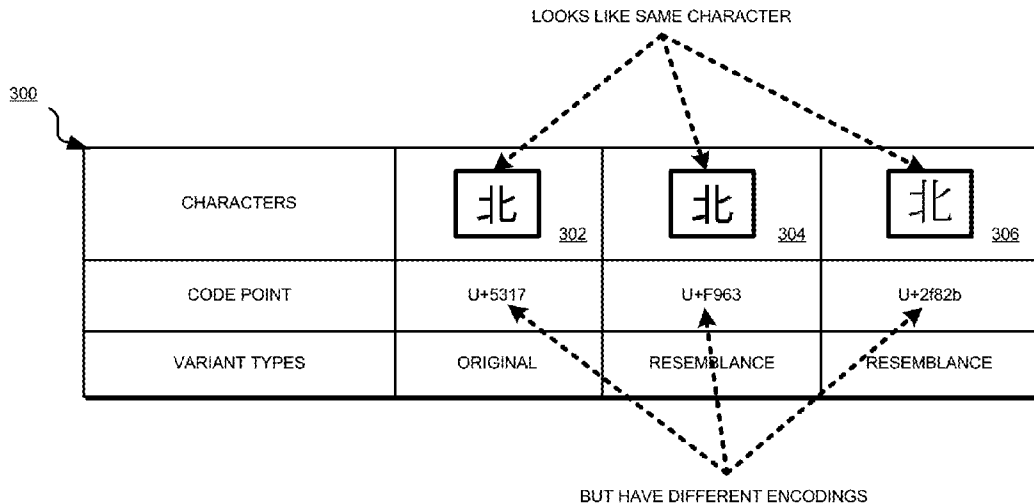 LOOKS LIKE SAME CHARACTER
300
CHARACTERS 北 302 北 304 北 306
CODE POINT U+5317 U+F963 U+2f82b
VARIANT TYPES ORIGINAL RESEMBLANCE RESEMBLANCE
BUT HAVE DIFFERENT ENCODINGS